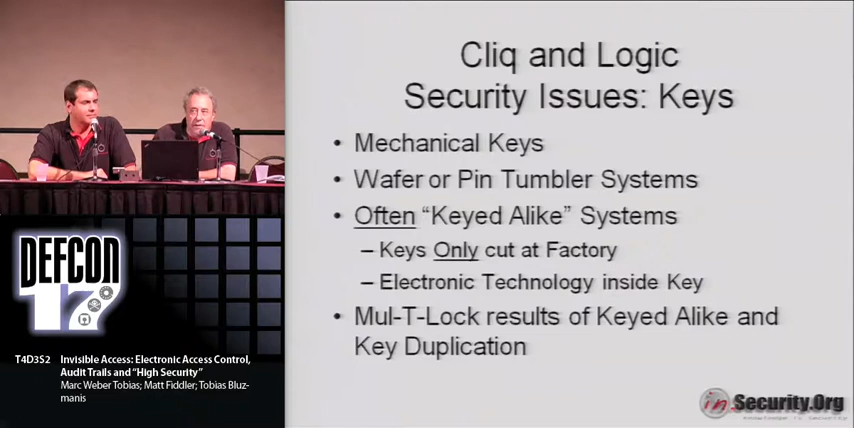 Cliq and Logic
Security Issues: Keys
• Mechanical Keys
• Wafer or Pin Tumbler Systems
• Often “Keyed Alike” Systems
– Keys Only cut at Factory
– Electronic Technology inside Key
• Mul-T-Lock results of Keyed Alike and
Key Duplication
DEFCON
17
T4D3S2 Invisible Access: Electronic Access Control,
Audit Trails and “High Security”
Marc Weber Tobias; Matt Fiddler; Tobias Bluz-
manis
in.Security.Org